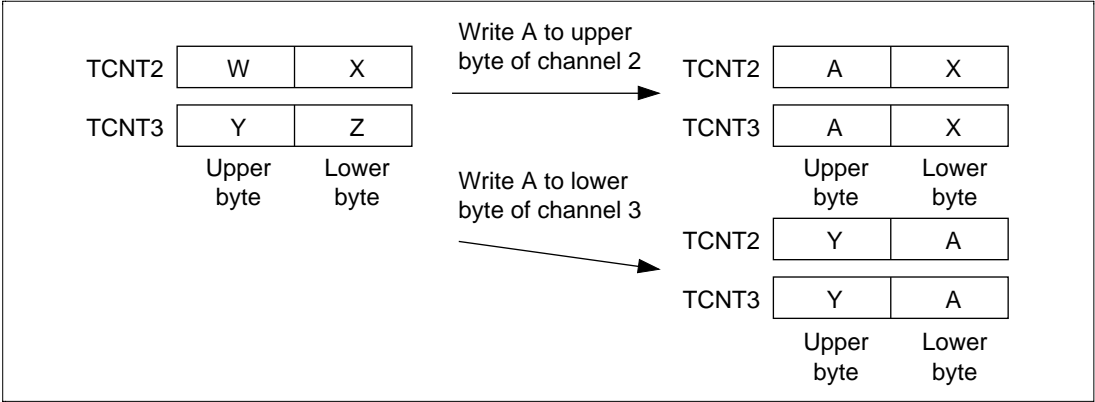 TCNT2 W X
TCNT3 Y Z
Upper byte Lower byte
Write A to upper
byte of channel 2
Write A to lower
byte of channel 3
TCNT2 A X
TCNT3 A X
Upper byte Lower byte
TCNT2 Y A
TCNT3 Y A
Upper byte Lower byte